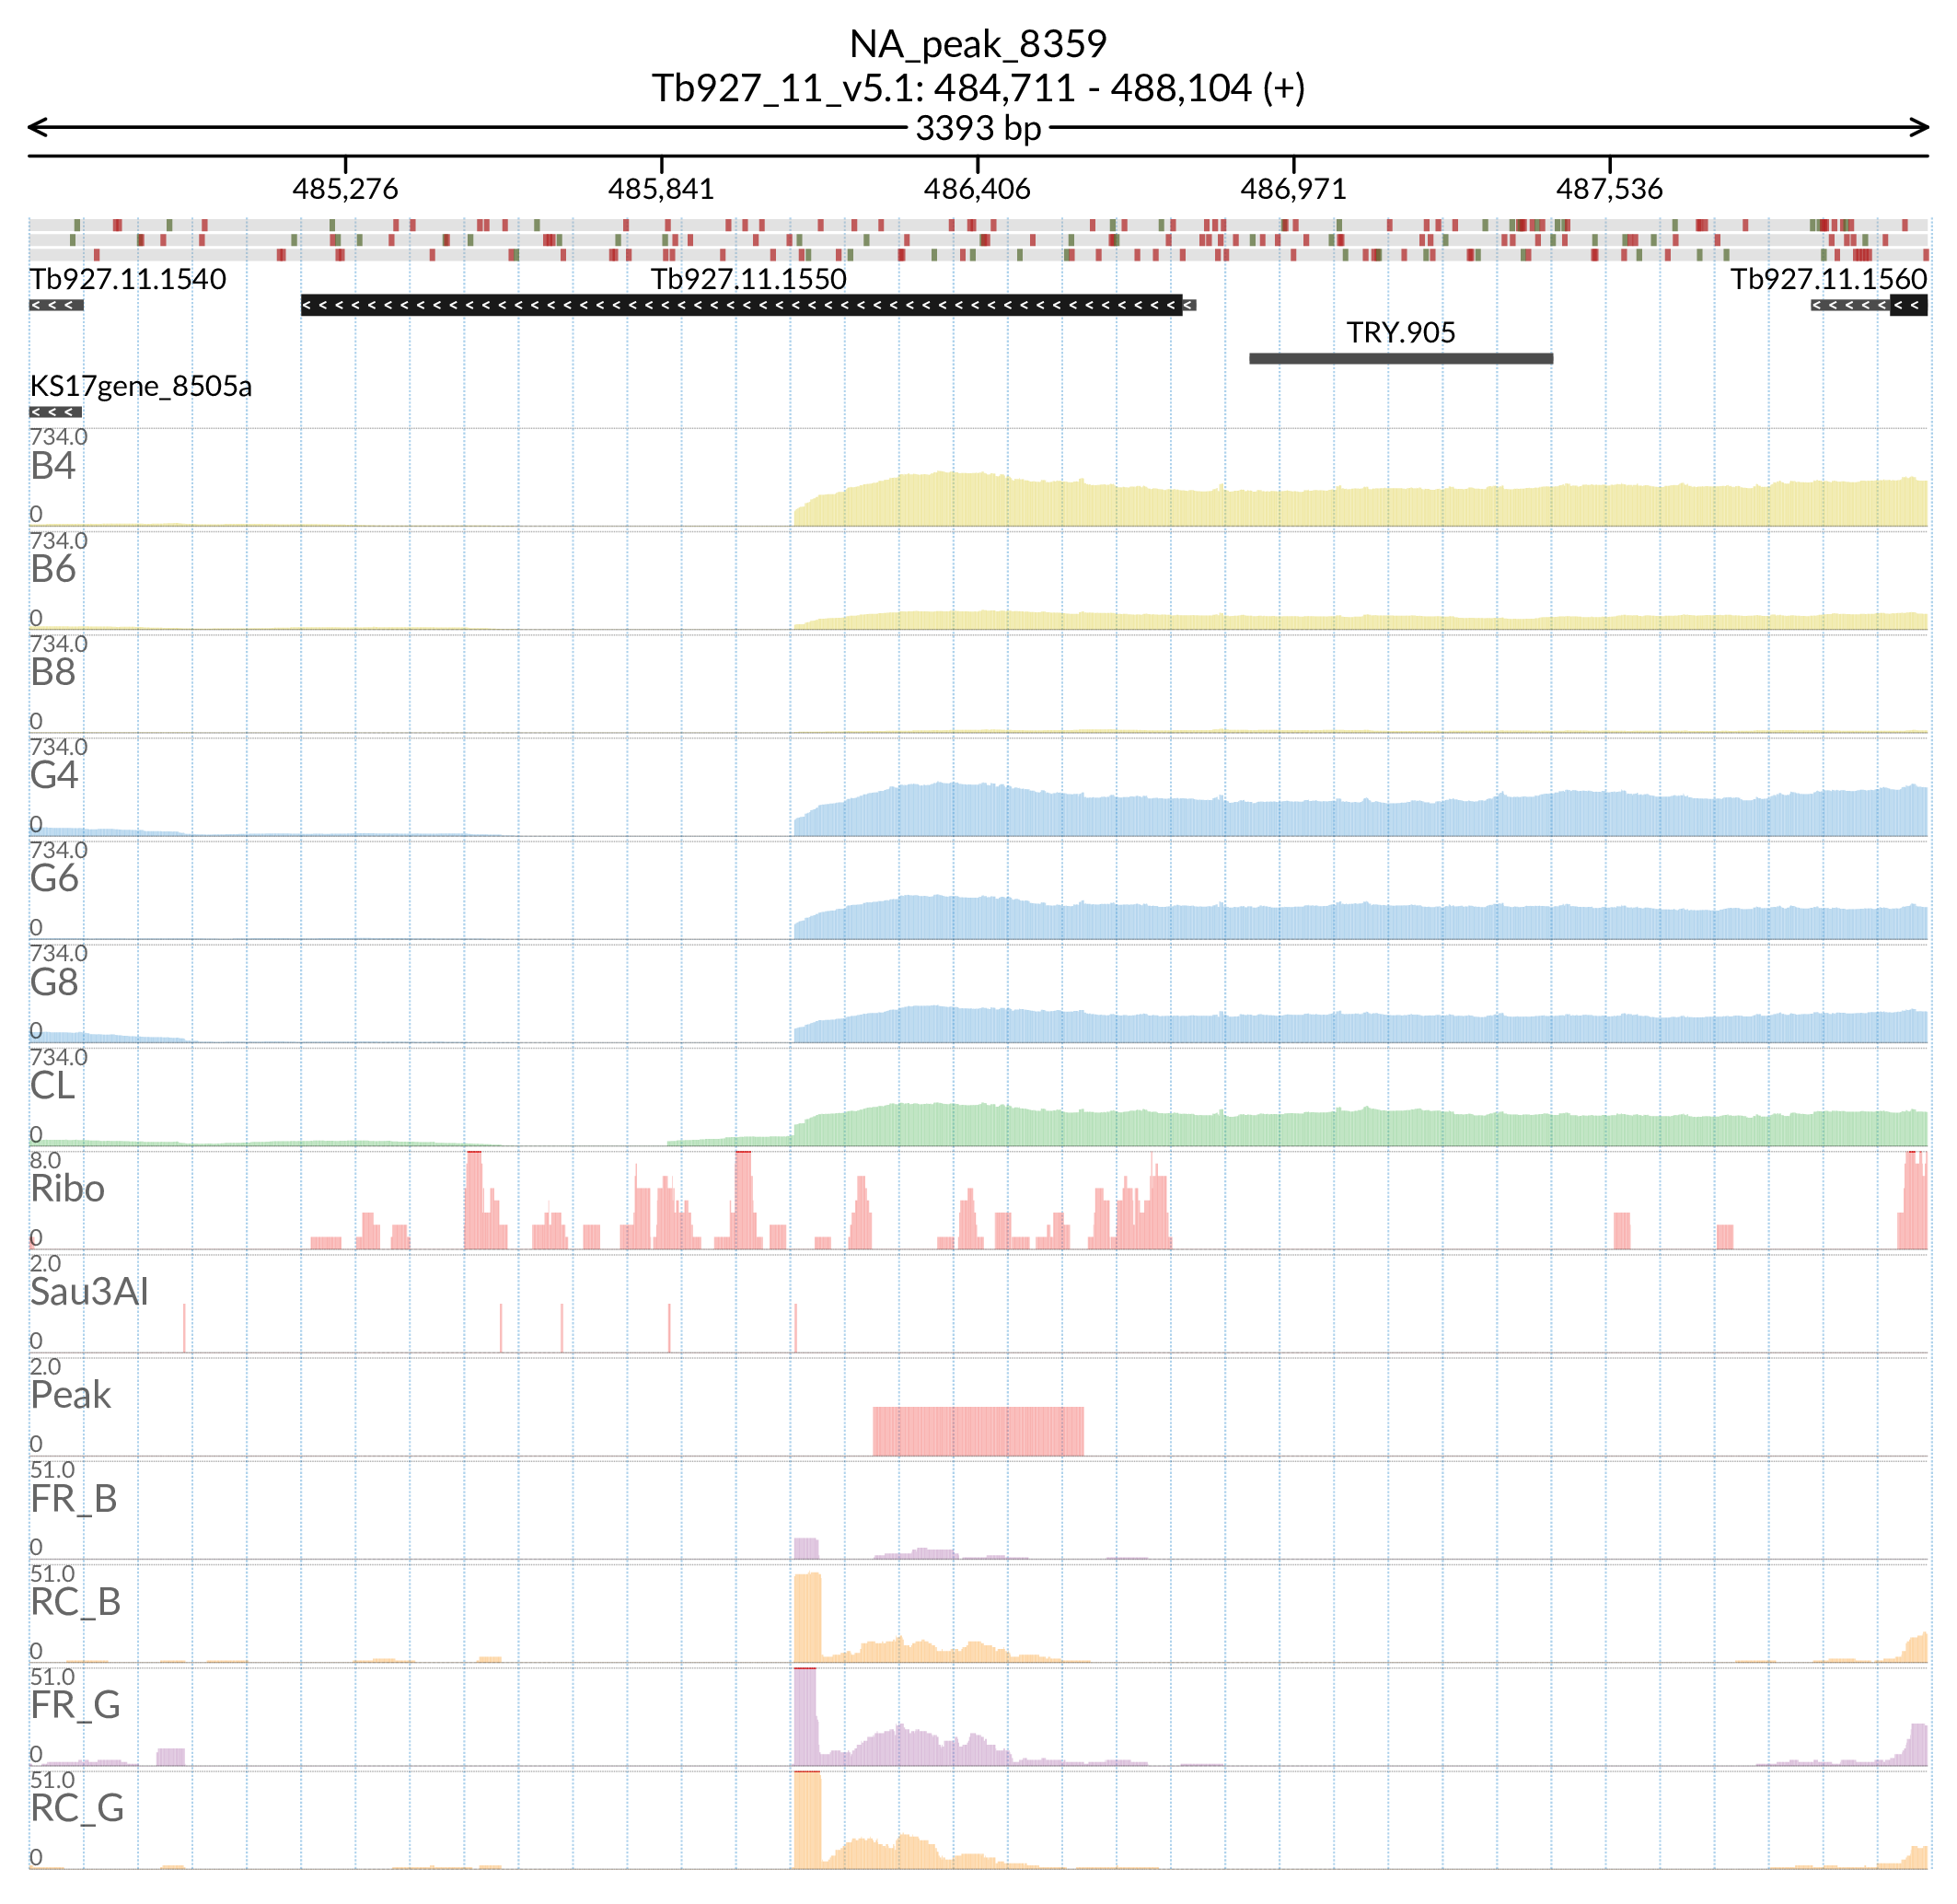 NA_peak_8359
Tb927_11_v5.1: 484,711 - 488,104 (+)
3393 bp
485,276 485,841 486,406 486,971 487,536
Tb927.11.1540 Tb927.11.1550 Tb927.11.1560
TRY.905
KS17gene_8505a
734.0
B4
0
734.0
B6
0
734.0
B8
0
734.0
G4
0
734.0
G6
0
734.0
G8
0
734.0
CL
0
8.0
Ribo
0
2.0
Sau3AI
0
2.0
Peak
0
51.0
FR_B
0
51.0
RC_B
0
51.0
FR_G
0
51.0
RC_G
0